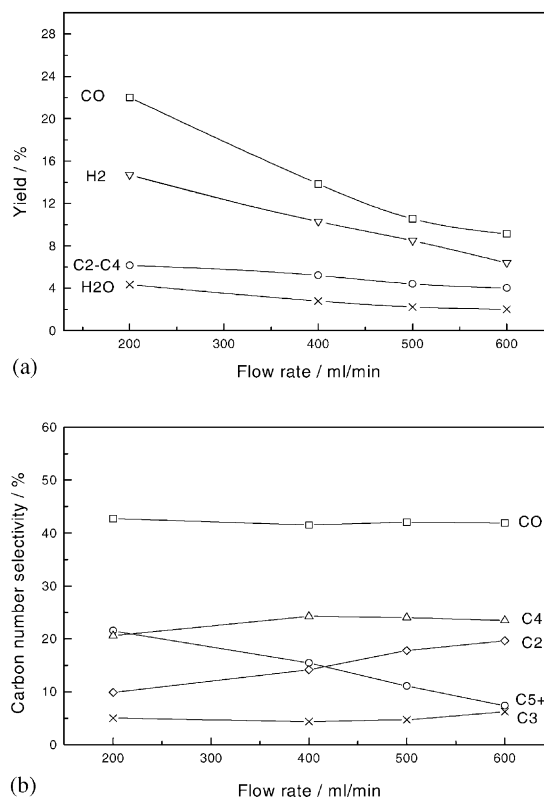 28
24
20
16
12
8
4
0
Yield / %
CO
H2
C2-C4
H2O
200 300 400 500 600
Flow rate / ml/min
(a)
60
50
40
30
20
10
0
Carbon number selectivity / %
CO
C4
C2
C5+
C3
200 300 400 500 600
Flow rate / ml/min
(b)